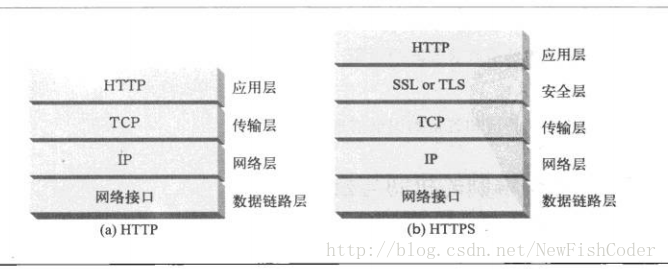 HTTP 应用层
TCP 传输层
IP 网络层
网络接口 数据链路层
(a) HTTP
HTTP 应用层
SSL or TLS 安全层
TCP 传输层
IP 网络层
网络接口 数据链路层
(b) HTTPS
http://blog.csdn.net/NewFishCoder